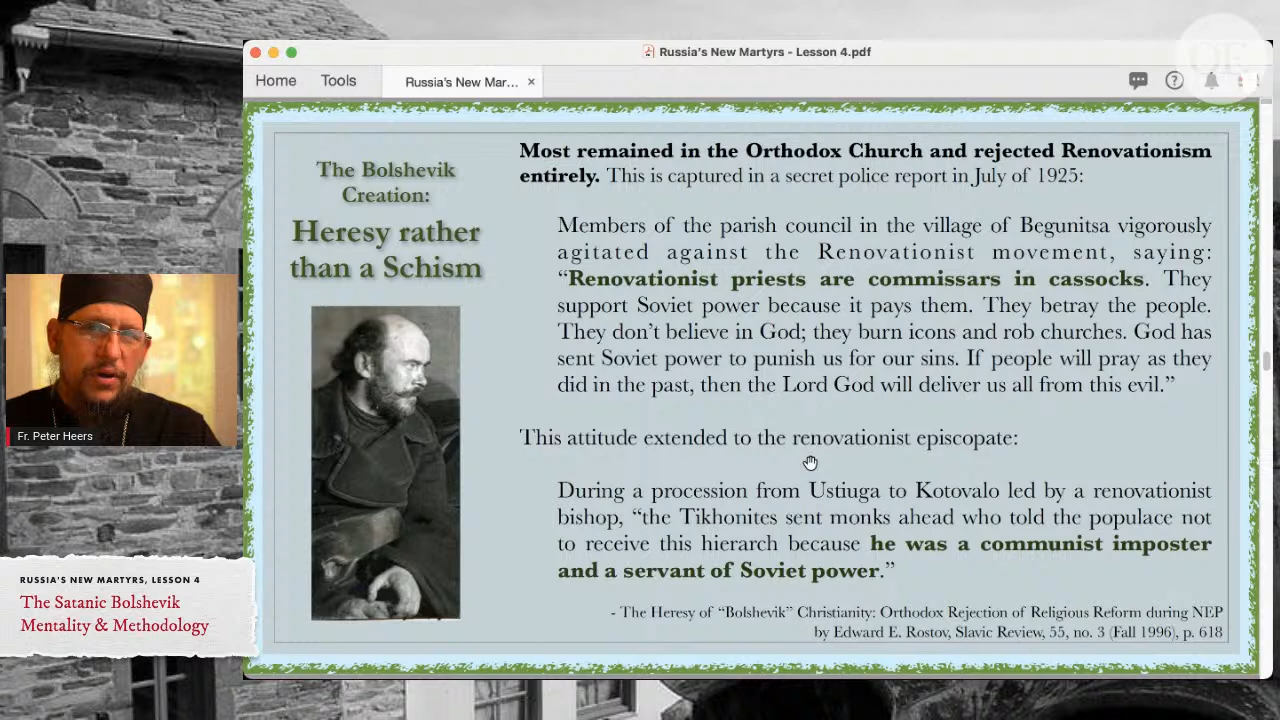 Russia's New Martyrs - Lesson 4.pdf
Home
Tools
Russia's New Mar... ×
The Bolshevik
Creation:
Heresy rather
than a Schism
Most remained in the Orthodox Church and rejected Renovationism
entirely. This is captured in a secret police report in July of 1925:
Members of the parish council in the village of Begunitsa vigorously
agitated against the Renovationist movement, saying:
“Renovationist priests are commissars in cassocks. They
support Soviet power because it pays them. They betray the people.
They don’t believe in God; they burn icons and rob churches. God has
sent Soviet power to punish us for our sins. If people will pray as they
did in the past, then the Lord God will deliver us all from this evil.”
This attitude extended to the renovationist episcopate:
During a procession from Ustiuga to Kotovalo led by a renovationist
bishop, “the Tikhonites sent monks ahead who told the populace not
to receive this hierarch because he was a communist imposter
and a servant of Soviet power.”
- The Heresy of “Bolshevik” Christianity: Orthodox Rejection of Religious Reform during NEP
by Edward E. Rostov, Slavic Review, 55, no. 3 (Fall 1996), p. 618
Fr. Peter Heers
RUSSIA'S NEW MARTYRS, LESSON 4
The Satanic Bolshevik
Mentality & Methodology